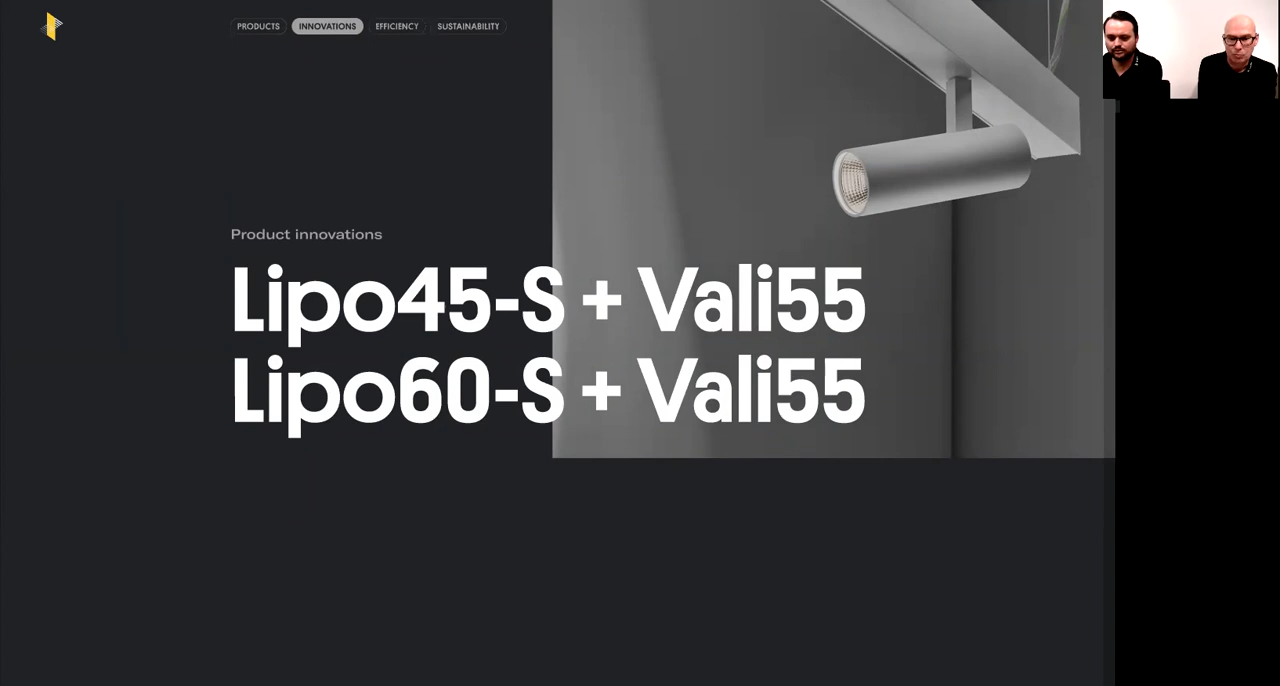 PRODUCTS INNOVATIONS EFFICIENCY SUSTAINABILITY
Product innovations
Lipo45-S + Vali55
Lipo60-S + Vali55